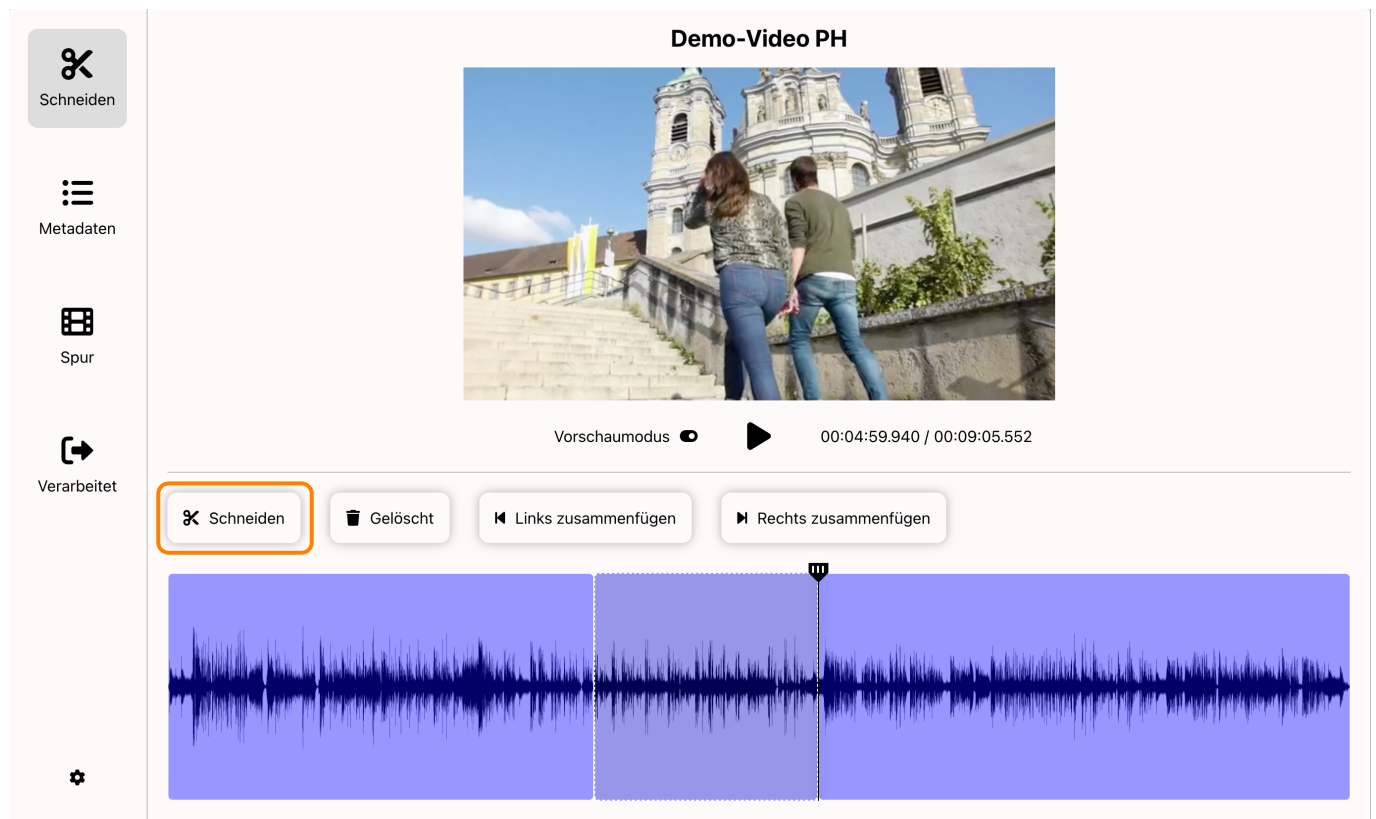 Demo-Video PH
Schneiden
Metadaten
Spur
Verarbeitet
Vorschaumodus
00:04:59.940 / 00:09:05.552
Schneiden
Gelöscht
Links zusammenfügen
Rechts zusammenfügen